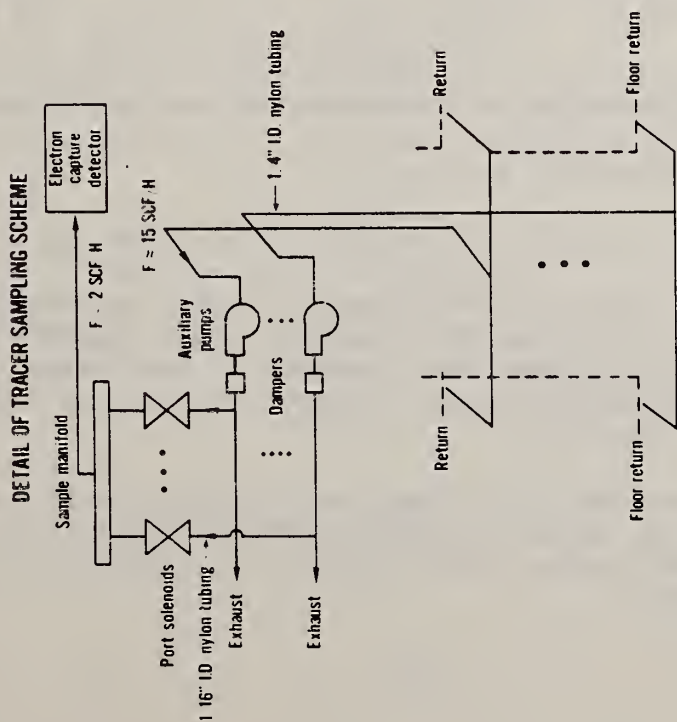 DETAIL OF TRACER SAMPLING SCHEME
Sample manifold
Electron
capture
detector
F - 2 SCF H
Port solenoids
1 16" I.D nylon tubing
F = 15 SCF/H
Auxiliary
pumps
Dampers
Exhaust
Exhaust
1. 4" I.D. nylon tubing
Return
Return
Floor return
Floor return